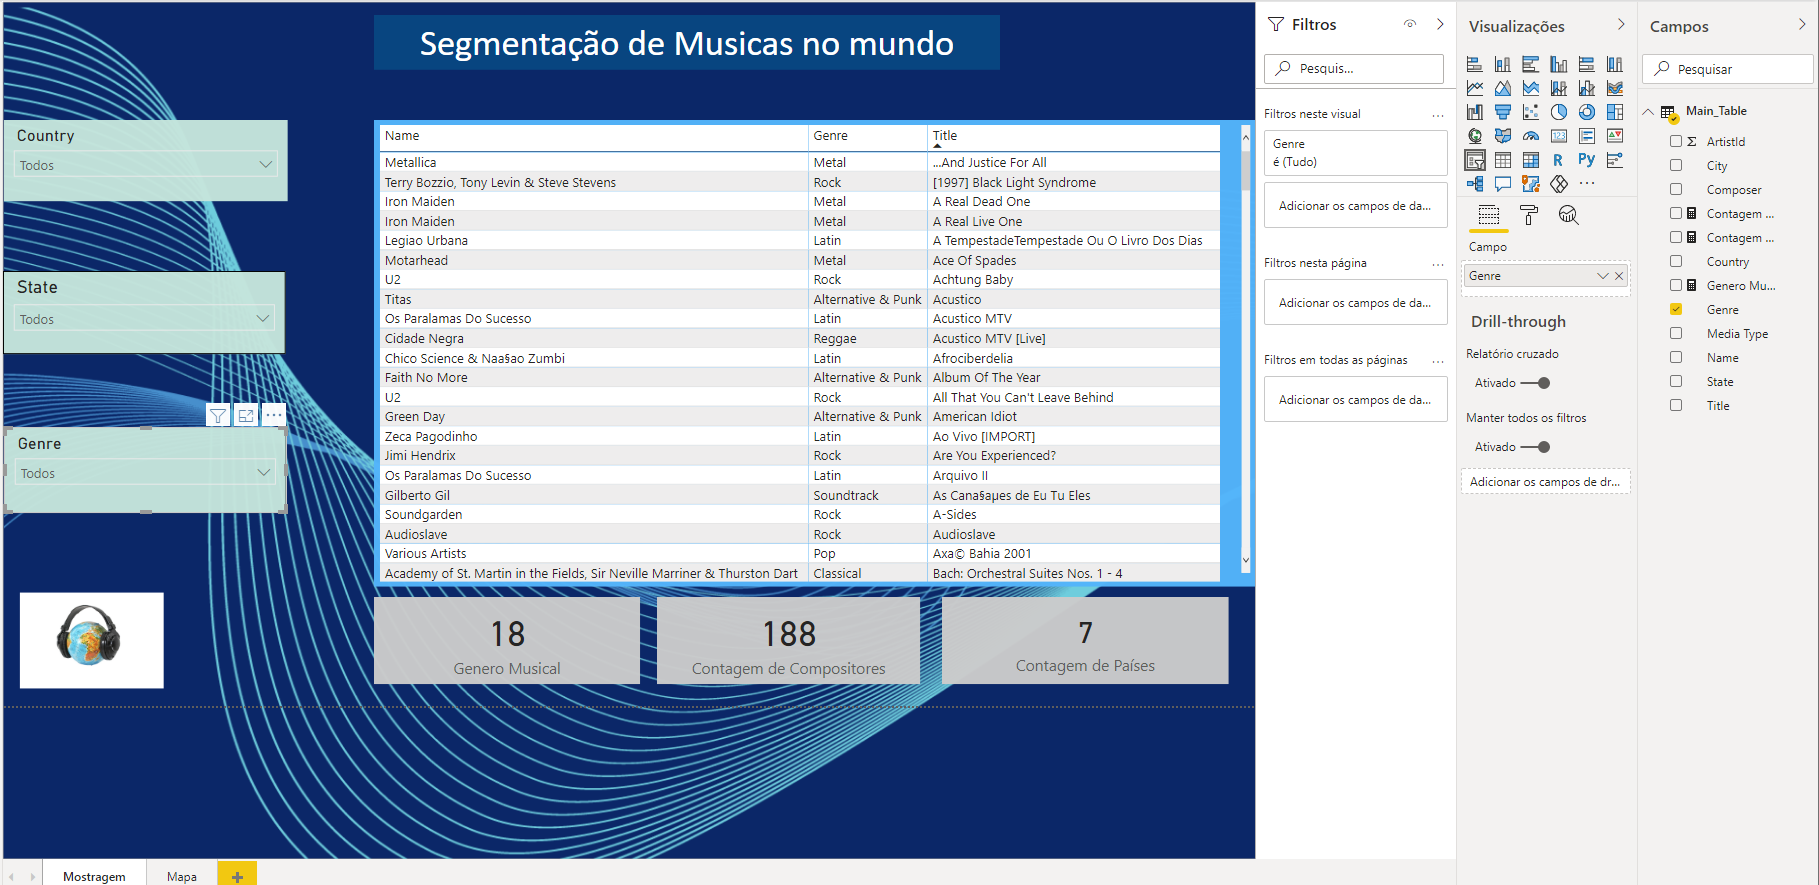 Segmentação de Musicas no mundo
Country
Todos
State
Todos
Genre
Todos
Name Genre Title
Metallica Metal ...And Justice For All
Terry Bozzio, Tony Levin & Steve Stevens Rock [1997] Black Light Syndrome
Iron Maiden Metal A Real Dead One
Iron Maiden Metal A Real Live One
Legiao Urbana Latin A TempestadeTempestade Ou O Livro Dos Dias
Motarhead Metal Ace Of Spades
U2 Rock Achtung Baby
Titas Alternative & Punk Acustico
Os Paralamas Do Sucesso Latin Acustico MTV
Cidade Negra Reggae Acustico MTV [Live]
Chico Science & Naa§ao Zumbi Latin Afrociberdelia
Faith No More Alternative & Punk Album Of The Year
U2 Rock All That You Can't Leave Behind
Green Day Alternative & Punk American Idiot
Zeca Pagodinho Latin Ao Vivo [IMPORT]
Jimi Hendrix Rock Are You Experienced?
Os Paralamas Do Sucesso Latin Arquivo II
Gilberto Gil Soundtrack As Cana§aµes de Eu Tu Eles
Soundgarden Rock A-Sides
Audioslave Rock Audioslave
Various Artists Pop Axa© Bahia 2001
Academy of St. Martin in the Fields, Sir Neville Marriner & Thurston Dart Classical Bach: Orchestral Suites Nos. 1 - 4
18
Genero Musical
188
Contagem de Compositores
7
Contagem de Países
Mostragem Mapa +
Filtros
Pesquis...
Filtros neste visual ...
Genre
é (Tudo)
Adicionar os campos de da...
Filtros nesta página ...
Adicionar os campos de da...
Filtros em todas as páginas ...
Adicionar os campos de da...
Visualizações
123
R Py
...
Campo
Genre
Drill-through
Relatório cruzado
Ativado
Manter todos os filtros
Ativado
Adicionar os campos de dr...
Campos
Pesquisar
Main_Table
Σ ArtistId
City
Composer
Contagem ...
Contagem ...
Country
Genero Mu...
Genre
Media Type
Name
State
Title